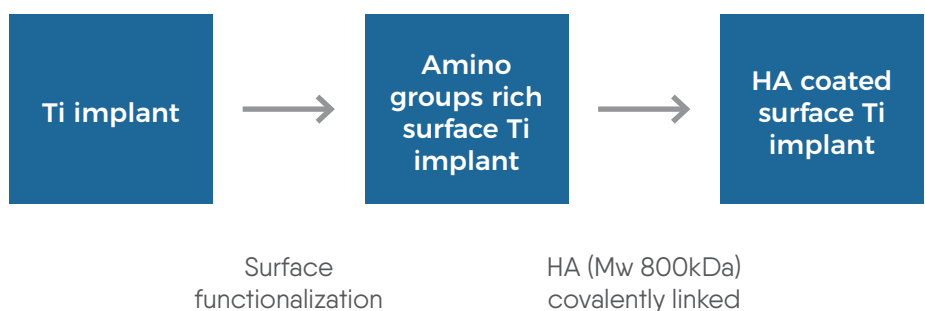 Ti implant
Amino
groups rich
surface Ti
implant
HA coated
surface Ti
implant
Surface
functionalization
HA (Mw 800kDa)
covalently linked